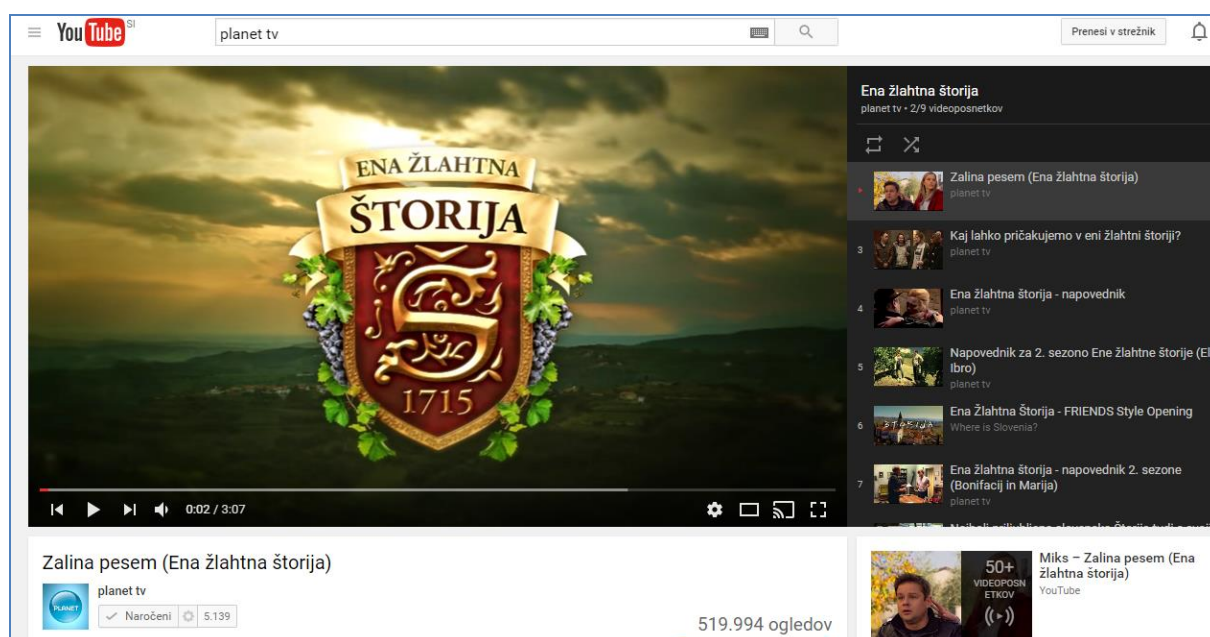 You Tube SI
planet tv
Prenesi v strežnik
ENA ŽLAHTNA
ŠTORIJA
Š
1715
0:02 / 3:07
Ena žlahtna štorija
planet tv • 2/9 videoposnetkov
Zalina pesem (Ena žlahtna štorija)
planet tv
3
Kaj lahko pričakujemo v eni žlahtni štoriji?
planet tv
4
Ena žlahtna štorija - napovednik
planet tv
5
Napovednik za 2. sezono Ene žlahtne štorije (El
Ibro)
planet tv
6
Ena Žlahtna Štorija - FRIENDS Style Opening
Where is Slovenia?
7
Ena žlahtna štorija - napovednik 2. sezone
(Bonifacij in Marija)
planet tv
Zalina pesem (Ena žlahtna štorija)
PLANET
planet tv
Naročeni 5.139
519.994 ogledov
50+
VIDEOPOSN
ETKOV
Miks – Zalina pesem (Ena
žlahtna štorija)
YouTube